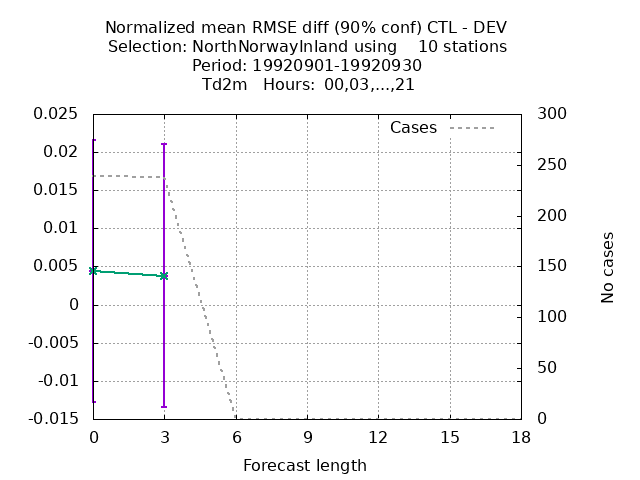 Normalized mean RMSE diff (90% conf) CTL - DEV
Selection: NorthNorwayInland using    10 stations
Period: 19920901-19920930
Td2m   Hours:  00,03,...,21
Cases
0.025
0.02
0.015
0.01
0.005
0
-0.005
-0.01
-0.015
300
250
200
150
100
50
0
No cases
0 3 6 9 12 15 18
Forecast length